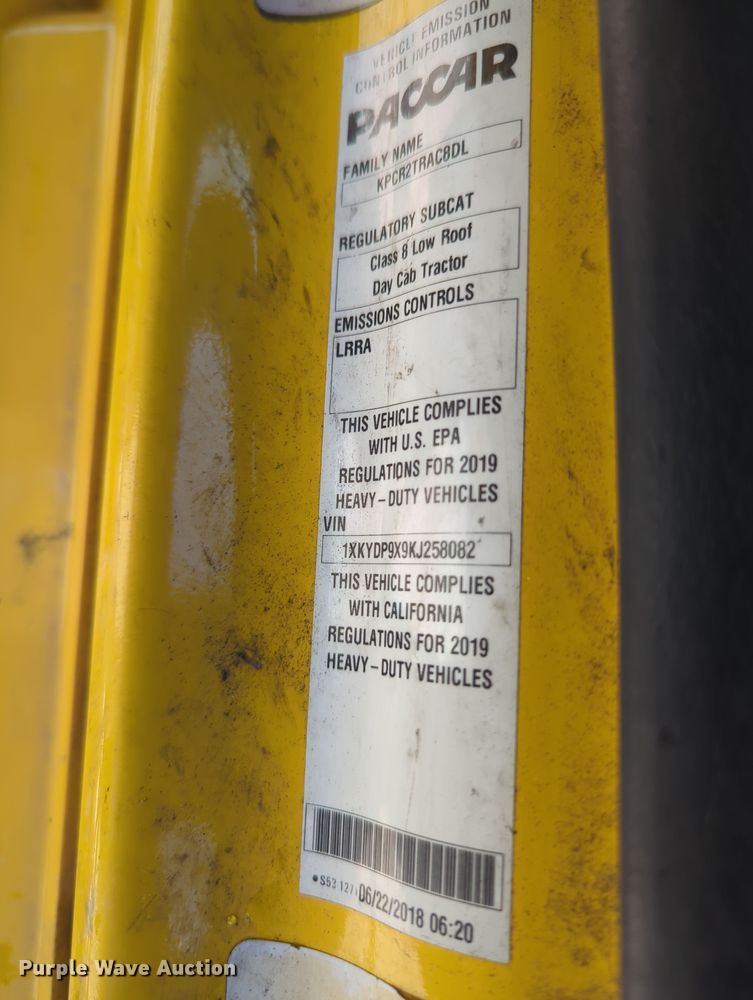 VEHICLE EMISSION
CONTROL INFORMATION
PACCAR
FAMILY NAME
KPCR2TRAC8DL
REGULATORY SUBCAT
Class 8 Low Roof
Day Cab Tractor
EMISSIONS CONTROLS
LRRA
THIS VEHICLE COMPLIES
WITH U.S. EPA
REGULATIONS FOR 2019
HEAVY-DUTY VEHICLES
VIN
1XKYDP9X9KJ258082
THIS VEHICLE COMPLIES
WITH CALIFORNIA
REGULATIONS FOR 2019
HEAVY-DUTY VEHICLES
06/22/2018 06:20
Purple Wave Auction